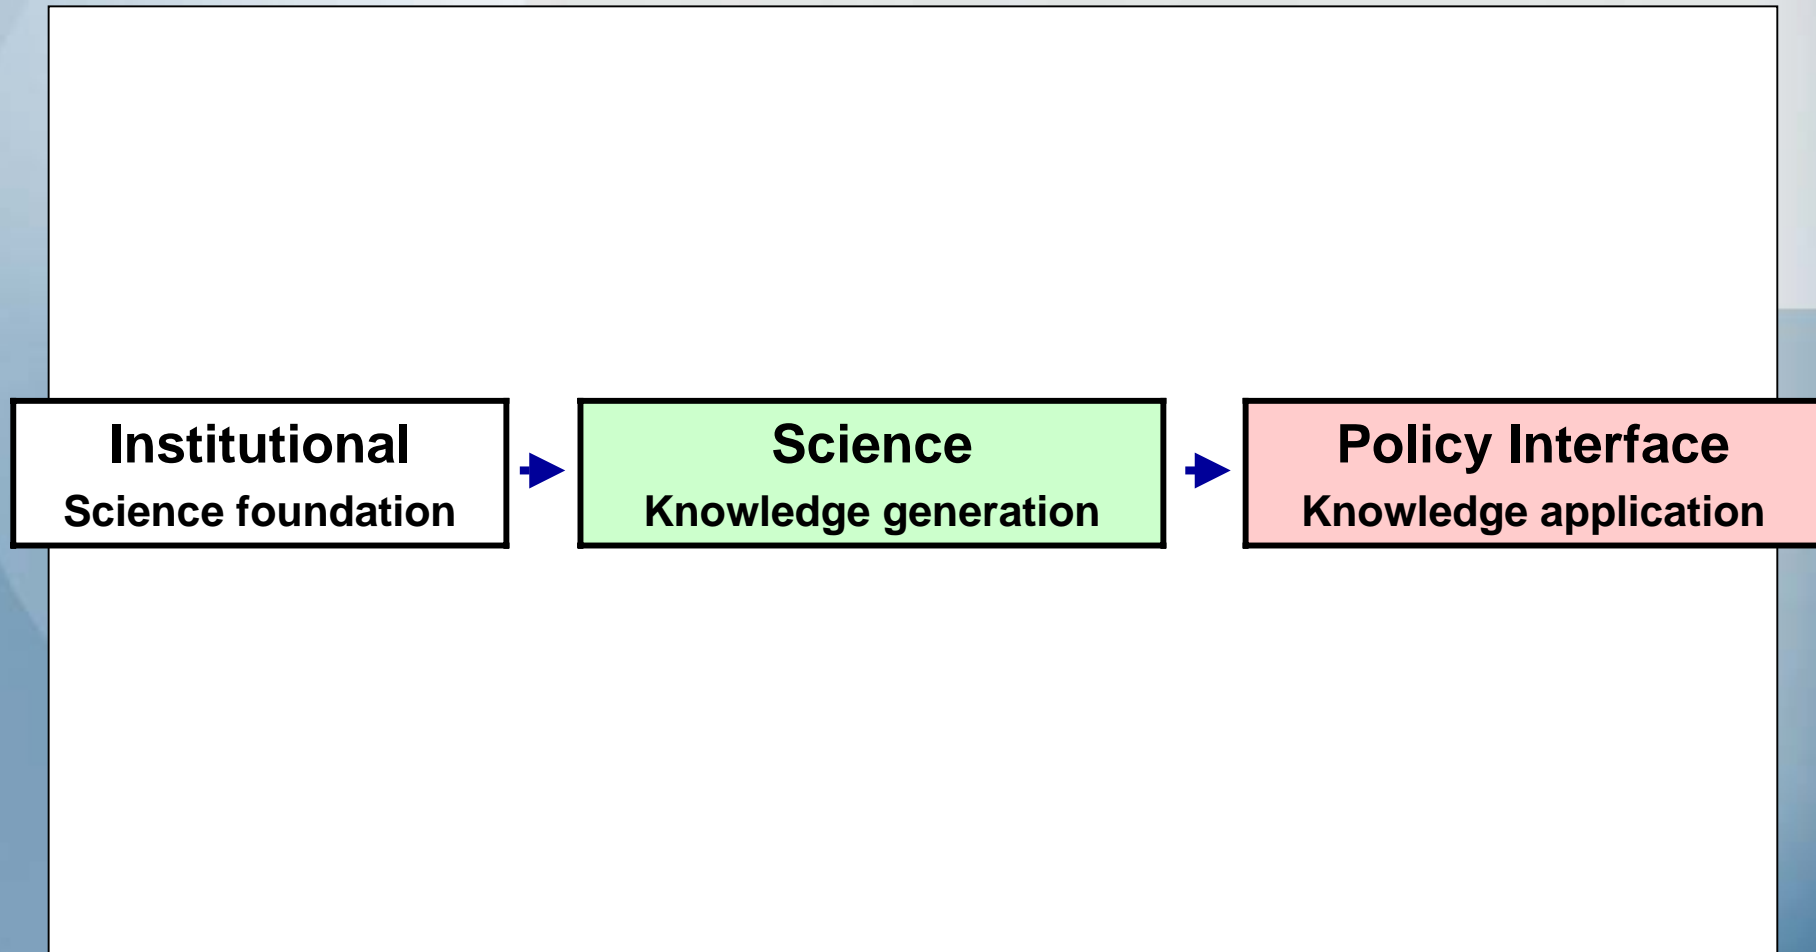 Institutional
Science foundation
Science
Knowledge generation
Policy Interface
Knowledge application